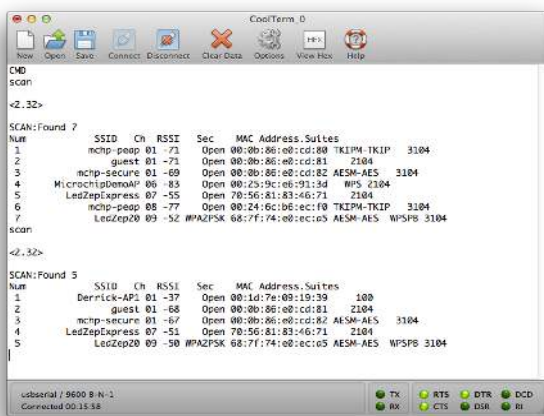 CoolTerm_0
New Open Save Connect Disconnect Clear Data Options View Hex Help
HEX
CMD
scan
<2.32>
SCAN:Found 7
Num SSID Ch RSSI Sec MAC Address.Suites
1 mchp-peap 01 -71 Open 00:0b:86:e0:cd:80 TKIPM-TKIP 3104
2 guest 01 -71 Open 00:0b:86:e0:cd:81 2104
3 mchp-secure 01 -69 Open 00:0b:86:e0:cd:82 AESM-AES 3104
4 MicrochipDemoAP 06 -83 Open 00:25:9c:e6:91:3d WPS 2104
5 LedZepExpress 07 -55 Open 70:56:81:83:46:71 2104
6 mchp-peap 08 -77 Open 00:24:6c:b6:ec:f0 TKIPM-TKIP 3104
7 LedZep20 09 -52 WPA2PSK 68:7f:74:e0:ec:a5 AESM-AES WPSPB 3104
scan
<2.32>
SCAN:Found 5
Num SSID Ch RSSI Sec MAC Address.Suites
1 Derrick-AP1 01 -37 Open 00:1d:7e:09:19:39 100
2 guest 01 -68 Open 00:0b:86:e0:cd:81 2104
3 mchp-secure 01 -67 Open 00:0b:86:e0:cd:82 AESM-AES 3104
4 LedZepExpress 07 -51 Open 70:56:81:83:46:71 2104
5 LedZep20 09 -50 WPA2PSK 68:7f:74:e0:ec:a5 AESM-AES WPSPB 3104
usbserial / 9600 8-N-1
Connected 00:15:58
TX RTS DTR DCD
RX CTS DSR RI